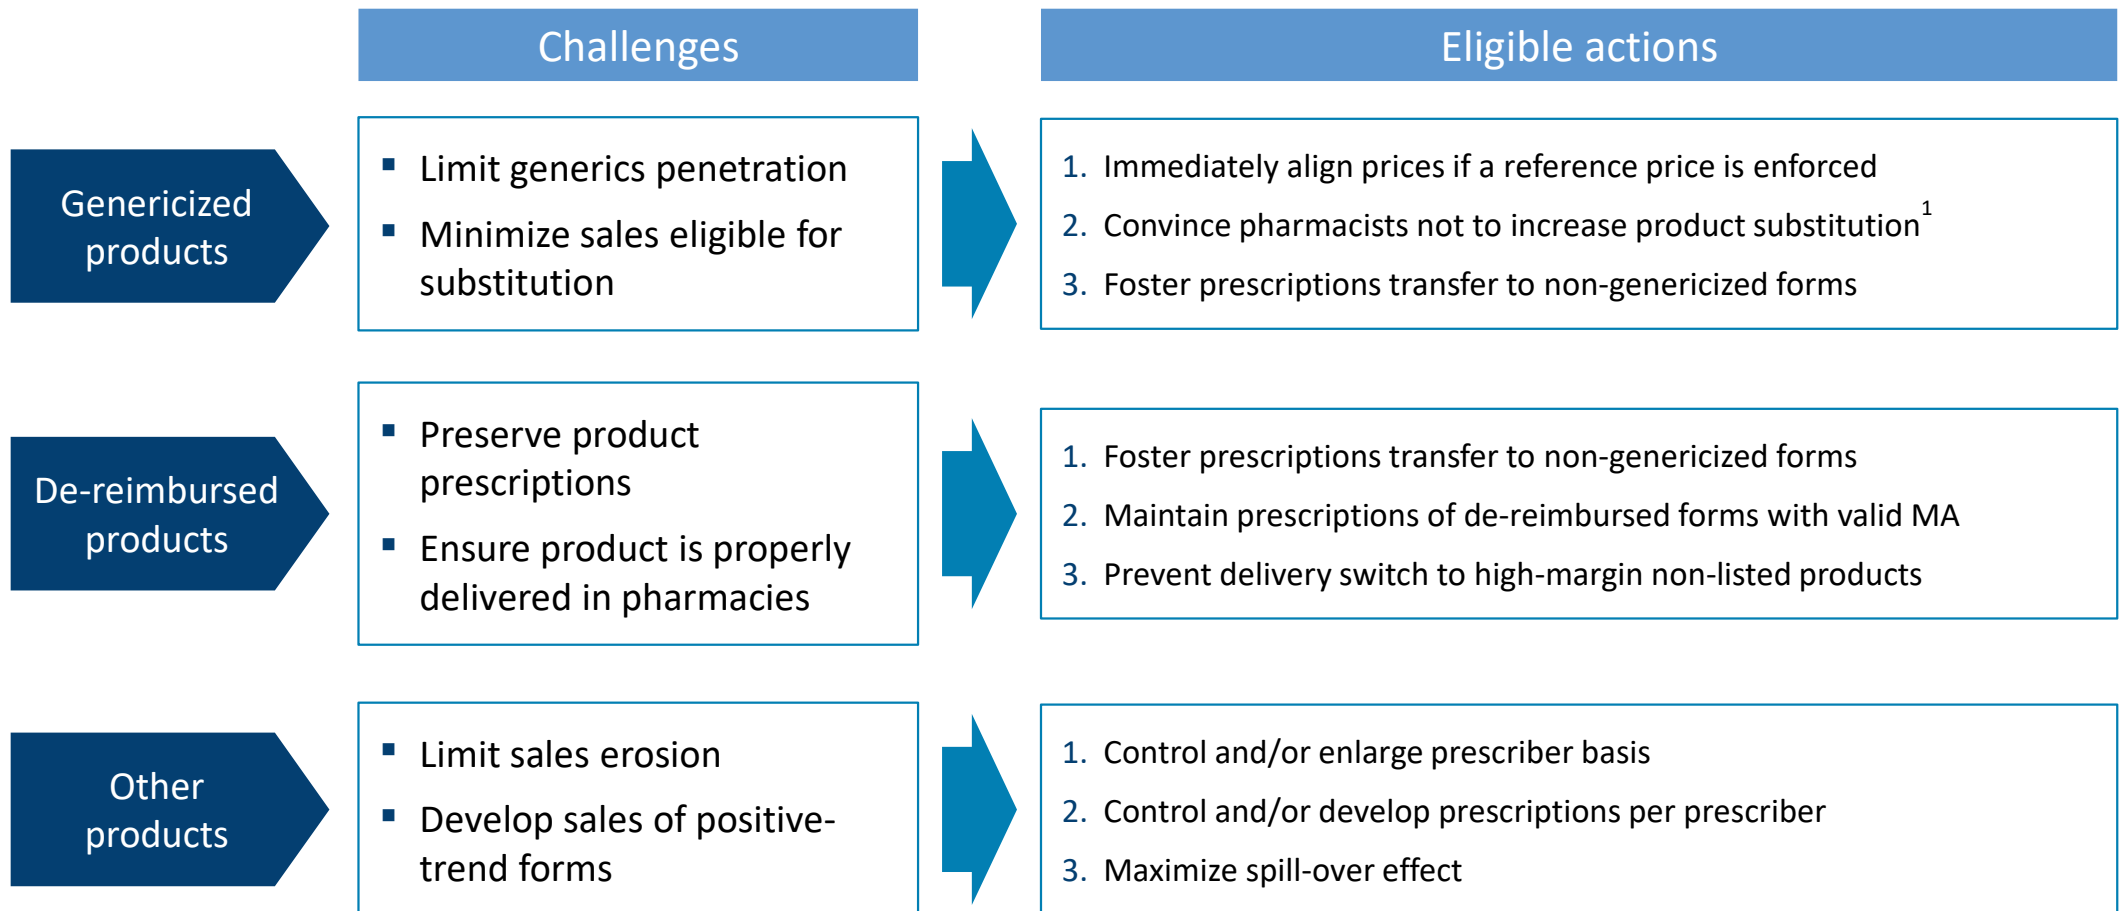 Challenges
Eligible actions
Genericized
products
▪ Limit generics penetration
▪ Minimize sales eligible for
substitution
1. Immediately align prices if a reference price is enforced
2. Convince pharmacists not to increase product substitution¹
3. Foster prescriptions transfer to non-genericized forms
De-reimbursed
products
▪ Preserve product
prescriptions
▪ Ensure product is properly
delivered in pharmacies
1. Foster prescriptions transfer to non-genericized forms
2. Maintain prescriptions of de-reimbursed forms with valid MA
3. Prevent delivery switch to high-margin non-listed products
Other
products
▪ Limit sales erosion
▪ Develop sales of positive-
trend forms
1. Control and/or enlarge prescriber basis
2. Control and/or develop prescriptions per prescriber
3. Maximize spill-over effect